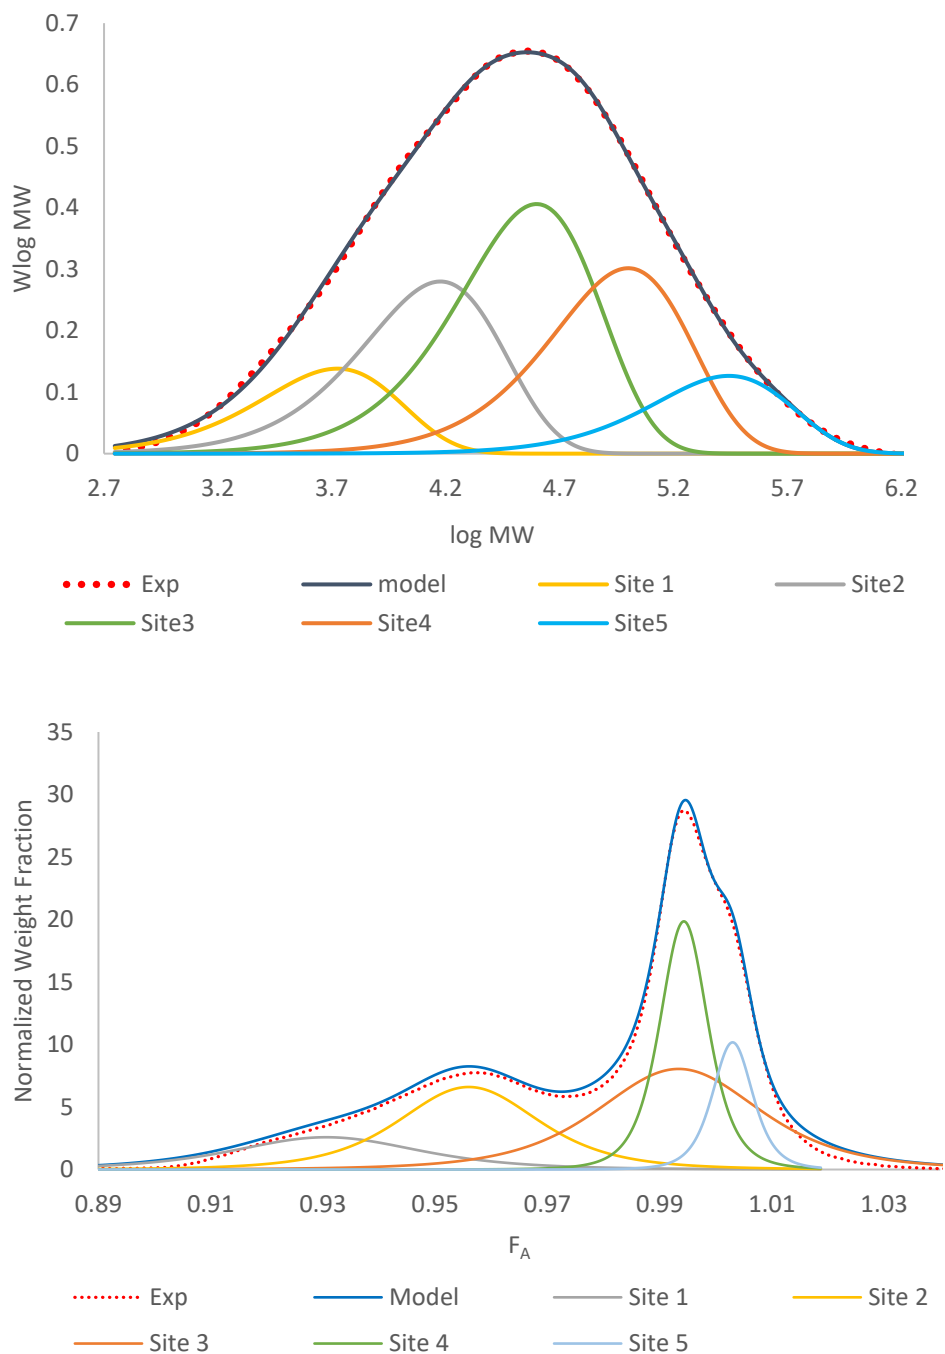 0.7
0.6
0.5
0.4
0.3
0.2
0.1
0
Wlog MW
2.7 3.2 3.7 4.2 4.7 5.2 5.7 6.2
log MW
Exp model Site 1 Site2
Site3 Site4 Site5
35
30
25
20
15
10
5
0
Normalized Weight Fraction
0.89 0.91 0.93 0.95 0.97 0.99 1.01 1.03
FA
Exp Model Site 1 Site 2
Site 3 Site 4 Site 5